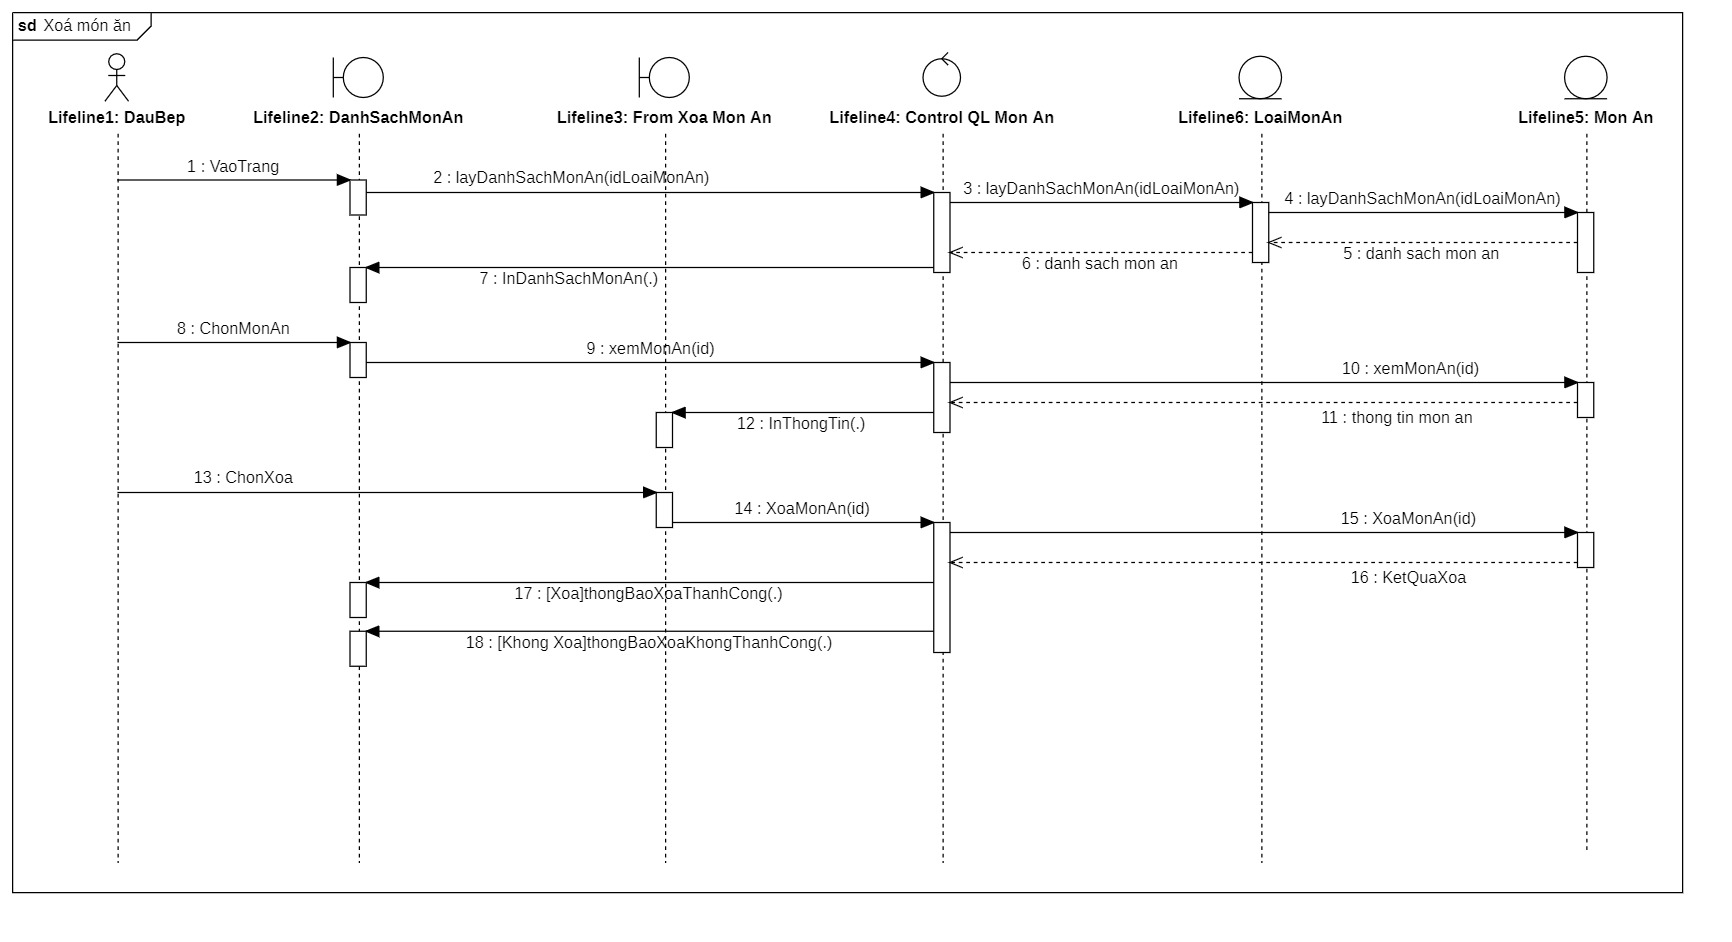 sd Xoá món ăn
Lifeline1: DauBep
Lifeline2: DanhSachMonAn
Lifeline3: From Xoa Mon An
Lifeline4: Control QL Mon An
Lifeline6: LoaiMonAn
Lifeline5: Mon An
1 : VaoTrang
2 : layDanhSachMonAn(idLoaiMonAn)
3 : layDanhSachMonAn(idLoaiMonAn)
4 : layDanhSachMonAn(idLoaiMonAn)
5 : danh sach mon an
6 : danh sach mon an
7 : InDanhSachMonAn(.)
8 : ChonMonAn
9 : xemMonAn(id)
10 : xemMonAn(id)
11 : thong tin mon an
12 : InThongTin(.)
13 : ChonXoa
14 : XoaMonAn(id)
15 : XoaMonAn(id)
16 : KetQuaXoa
17 : [Xoa]thongBaoXoaThanhCong(.)
18 : [Khong Xoa]thongBaoXoaKhongThanhCong(.)